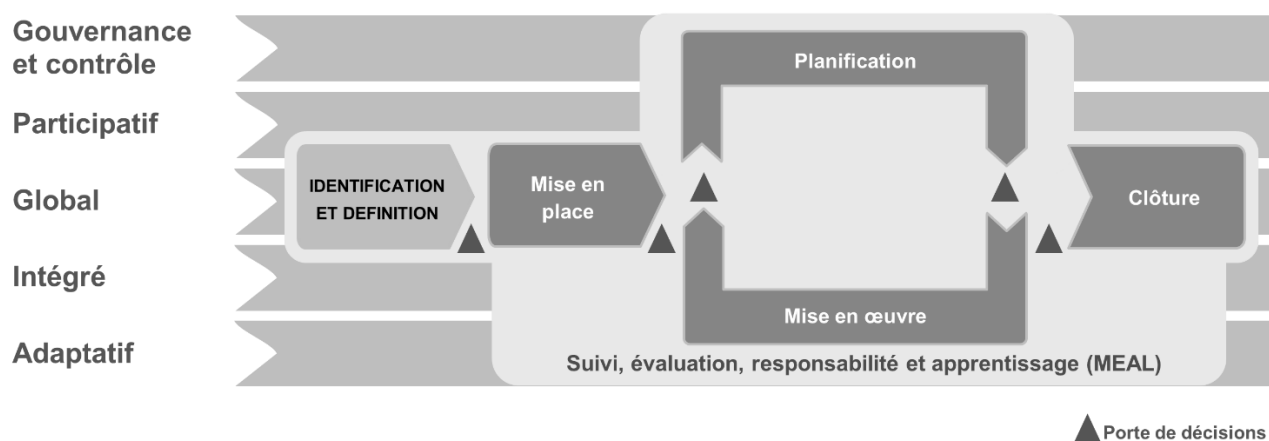 Gouvernance
et contrôle
Participatif
Global
Intégré
Adaptatif
IDENTIFICATION
ET DEFINITION
Mise en
place
Planification
Mise en œuvre
Clôture
Suivi, évaluation, responsabilité et apprentissage (MEAL)
Porte de décisions